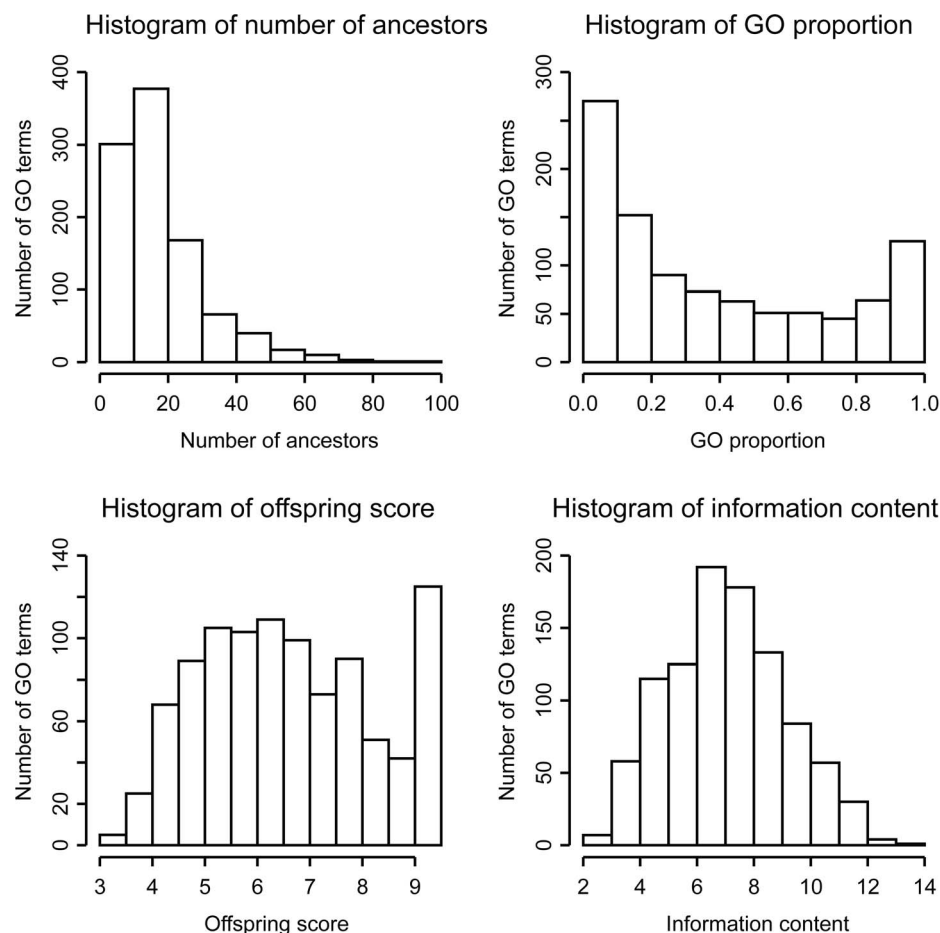 Histogram of number of ancestors
Number of GO terms
400
300
200
100
0
0 20 40 60 80 100
Number of ancestors
Histogram of GO proportion
Number of GO terms
300
200
100
50
0
0.0 0.2 0.4 0.6 0.8 1.0
GO proportion
Histogram of offspring score
Number of GO terms
140
100
60
20
0
3 4 5 6 7 8 9
Offspring score
Histogram of information content
Number of GO terms
200
150
100
50
0
2 4 6 8 10 12 14
Information content